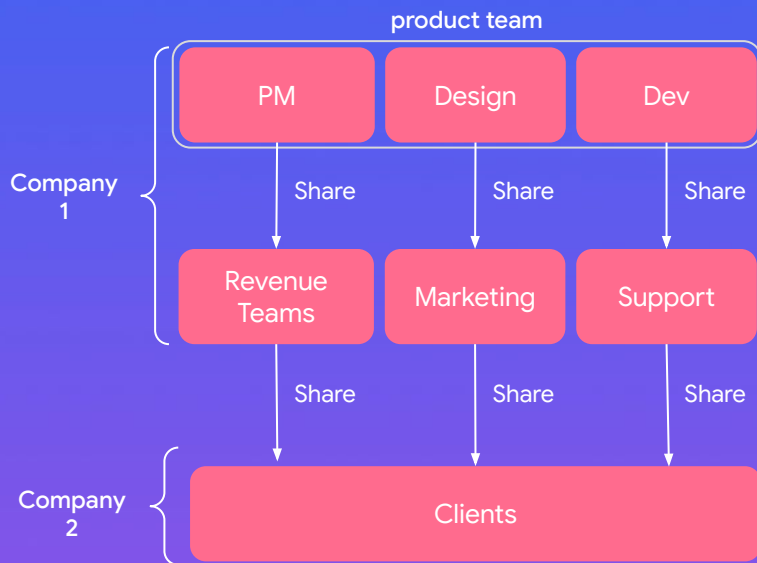 product team
PM
Design
Dev
Company
1
Share
Share
Share
Revenue
Teams
Marketing
Support
Share
Share
Share
Company
2
Clients